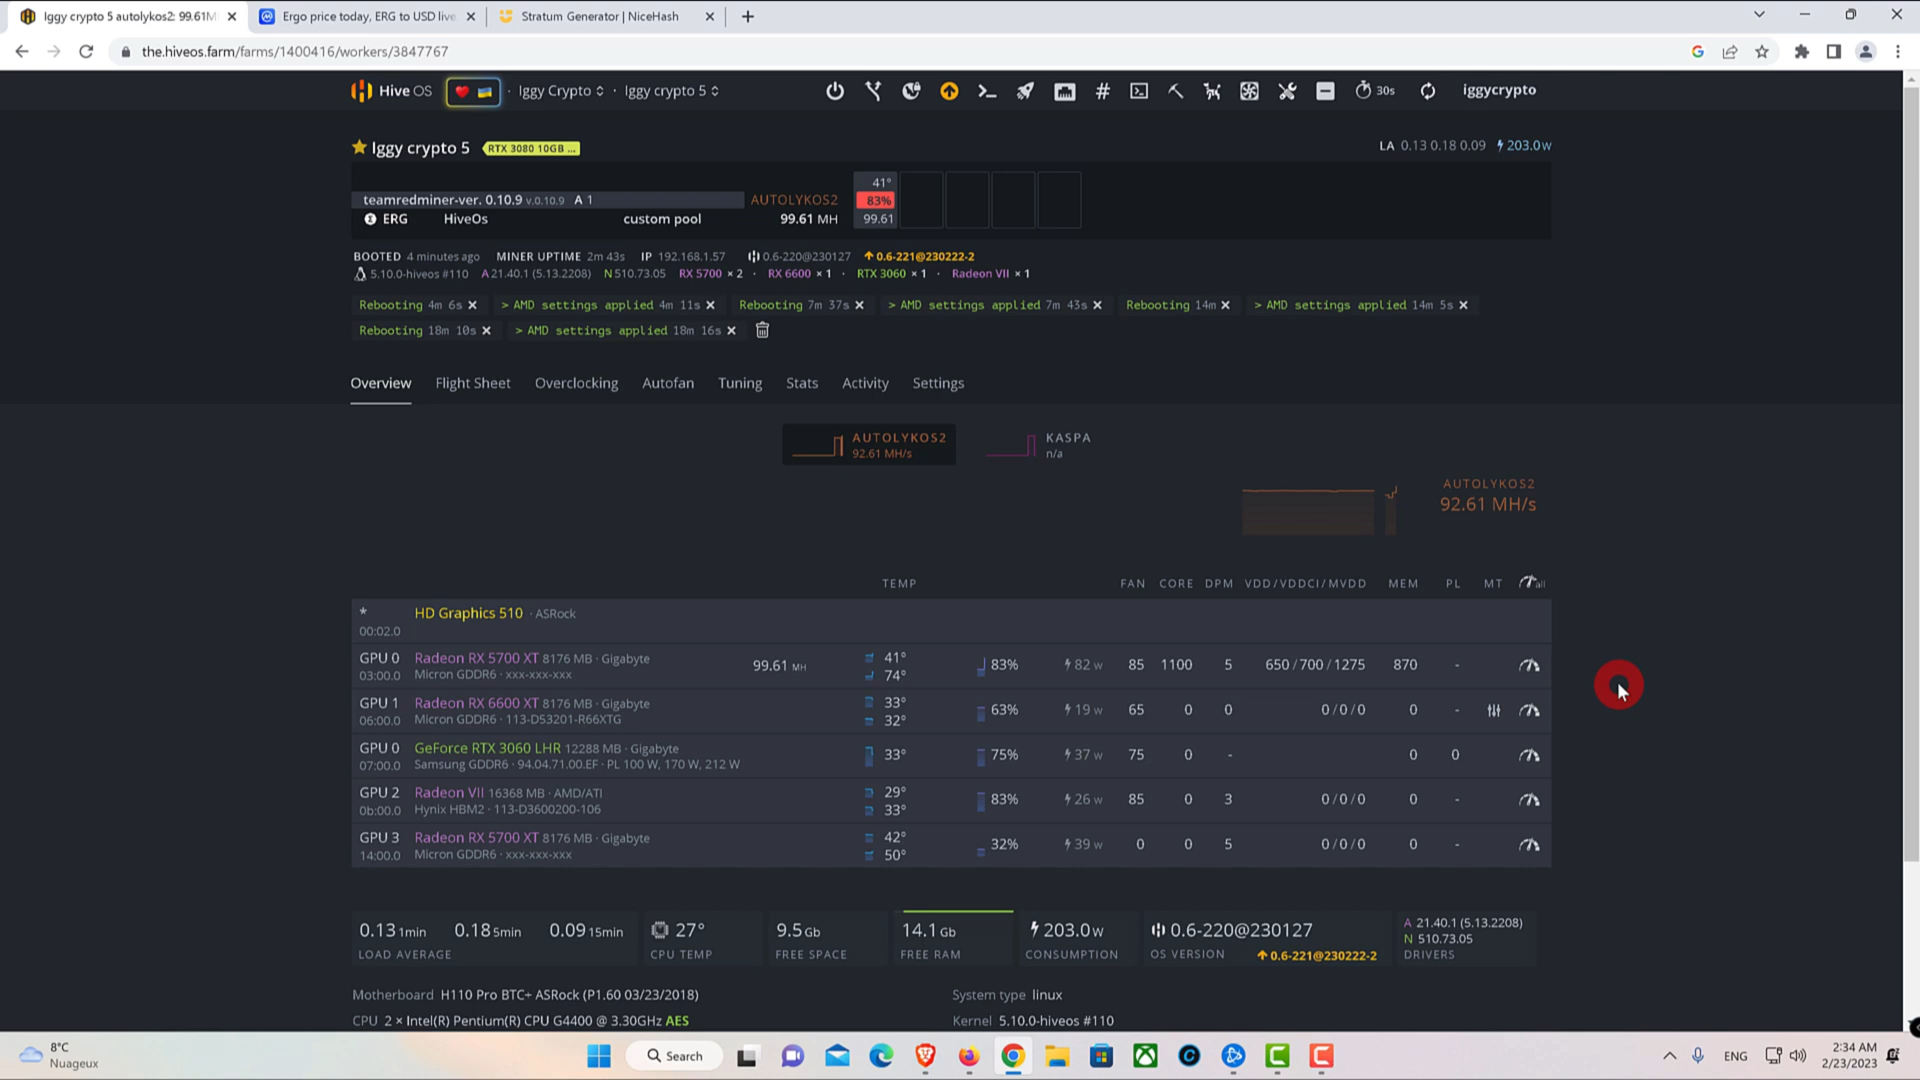 Iggy crypto 5 autolykos2: 99.61M
Ergo price today, ERG to USD live
Stratum Generator | NiceHash
the.hiveos.farm/farms/1400416/workers/3847767
Hive OS · Iggy Crypto · Iggy crypto 5 30s iggycrypto
Iggy crypto 5 RTX 3080 10GB ... LA 0.13 0.18 0.09 203.0W
41°
teamredminer-ver. 0.10.9 v.0.10.9 A 1 AUTOLYKOS2 83%
ERG HiveOs custom pool 99.61 MH 99.61
BOOTED 4 minutes ago MINER UPTIME 2m 43s IP 192.168.1.57 0.6-220@230127 0.6-221@230222-2
5.10.0-hiveos #110 A 21.40.1 (5.13.2208) N 510.73.05 RX 5700 × 2 · RX 6600 × 1 · RTX 3060 × 1 · Radeon VII × 1
Rebooting 4m 6s > AMD settings applied 4m 11s Rebooting 7m 37s > AMD settings applied 7m 43s Rebooting 14m > AMD settings applied 14m 5s
Rebooting 18m 10s > AMD settings applied 18m 16s
Overview Flight Sheet Overclocking Autofan Tuning Stats Activity Settings
AUTOLYKOS2 KASPA
92.61 MH/s n/a
AUTOLYKOS2
92.61 MH/s
TEMP FAN CORE DPM VDD/VDDCI/MVDD MEM PL MT all
* HD Graphics 510 · ASRock
00:02.0
GPU 0 Radeon RX 5700 XT 8176 MB · Gigabyte 99.61 MH 41° 83% 82 w 85 1100 5 650/700/1275 870 -
03:00.0 Micron GDDR6 · xxx-xxx-xxx 74°
GPU 1 Radeon RX 6600 XT 8176 MB · Gigabyte 33° 63% 19 w 65 0 0 0/0/0 0 -
06:00.0 Micron GDDR6 · 113-D53201-R66XTG 32°
GPU 0 GeForce RTX 3060 LHR 12288 MB · Gigabyte 33° 75% 37 w 75 0 - 0 0
07:00.0 Samsung GDDR6 · 94.04.71.00.EF · PL 100 W, 170 W, 212 W
GPU 2 Radeon VII 16368 MB · AMD/ATI 29° 83% 26 w 85 0 3 0/0/0 0 -
0b:00.0 Hynix HBM2 · 113-D3600200-106 33°
GPU 3 Radeon RX 5700 XT 8176 MB · Gigabyte 42° 32% 39 w 0 0 5 0/0/0 0 -
14:00.0 Micron GDDR6 · xxx-xxx-xxx 50°
0.13 1min 0.18 5min 0.09 15min 27° 9.5 Gb 14.1 Gb 203.0 W 0.6-220@230127 A 21.40.1 (5.13.2208)
N 510.73.05
LOAD AVERAGE CPU TEMP FREE SPACE FREE RAM CONSUMPTION OS VERSION 0.6-221@230222-2 DRIVERS
Motherboard H110 Pro BTC+ ASRock (P1.60 03/23/2018) System type linux
CPU 2 × Intel(R) Pentium(R) CPU G4400 @ 3.30GHz AES Kernel 5.10.0-hiveos #110
8°C
Nuageux
Search
ENG
2:34 AM
2/23/2023